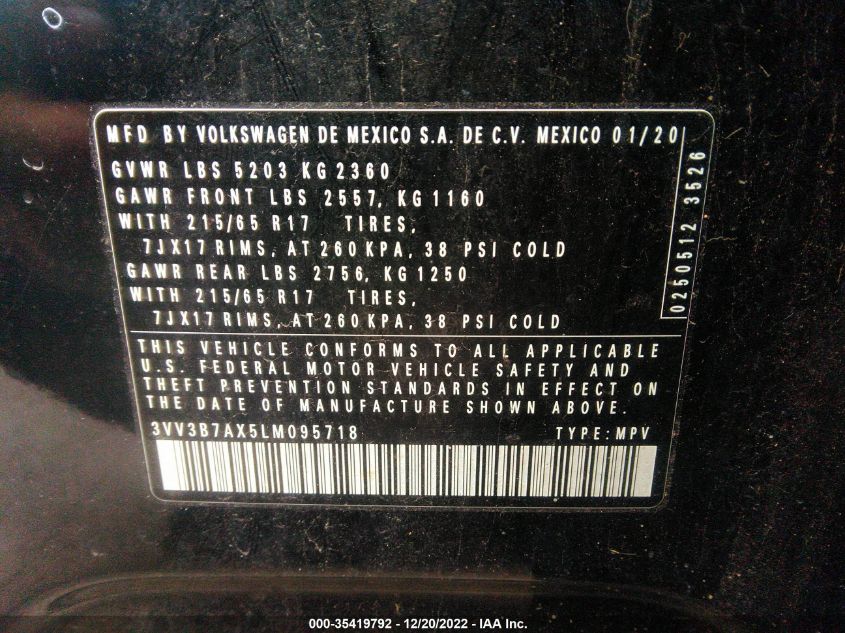 MFD BY VOLKSWAGEN DE MEXICO S.A. DE C.V. MEXICO 01/20
GVWR LBS 5203 KG 2360
GAWR FRONT LBS 2557, KG 1160
WITH 215/65 R17 TIRES,
7JX17 RIMS, AT 260 KPA, 38 PSI COLD
GAWR REAR LBS 2756, KG 1250
WITH 215/65 R17 TIRES,
7JX17 RIMS, AT 260 KPA, 38 PSI COLD
0250512 3526
THIS VEHICLE CONFORMS TO ALL APPLICABLE
U.S. FEDERAL MOTOR VEHICLE SAFETY AND
THEFT PREVENTION STANDARDS IN EFFECT ON
THE DATE OF MANUFACTURE SHOWN ABOVE.
3VV3B7AX5LM095718 TYPE: MPV
000-35419792 - 12/20/2022 - IAA Inc.